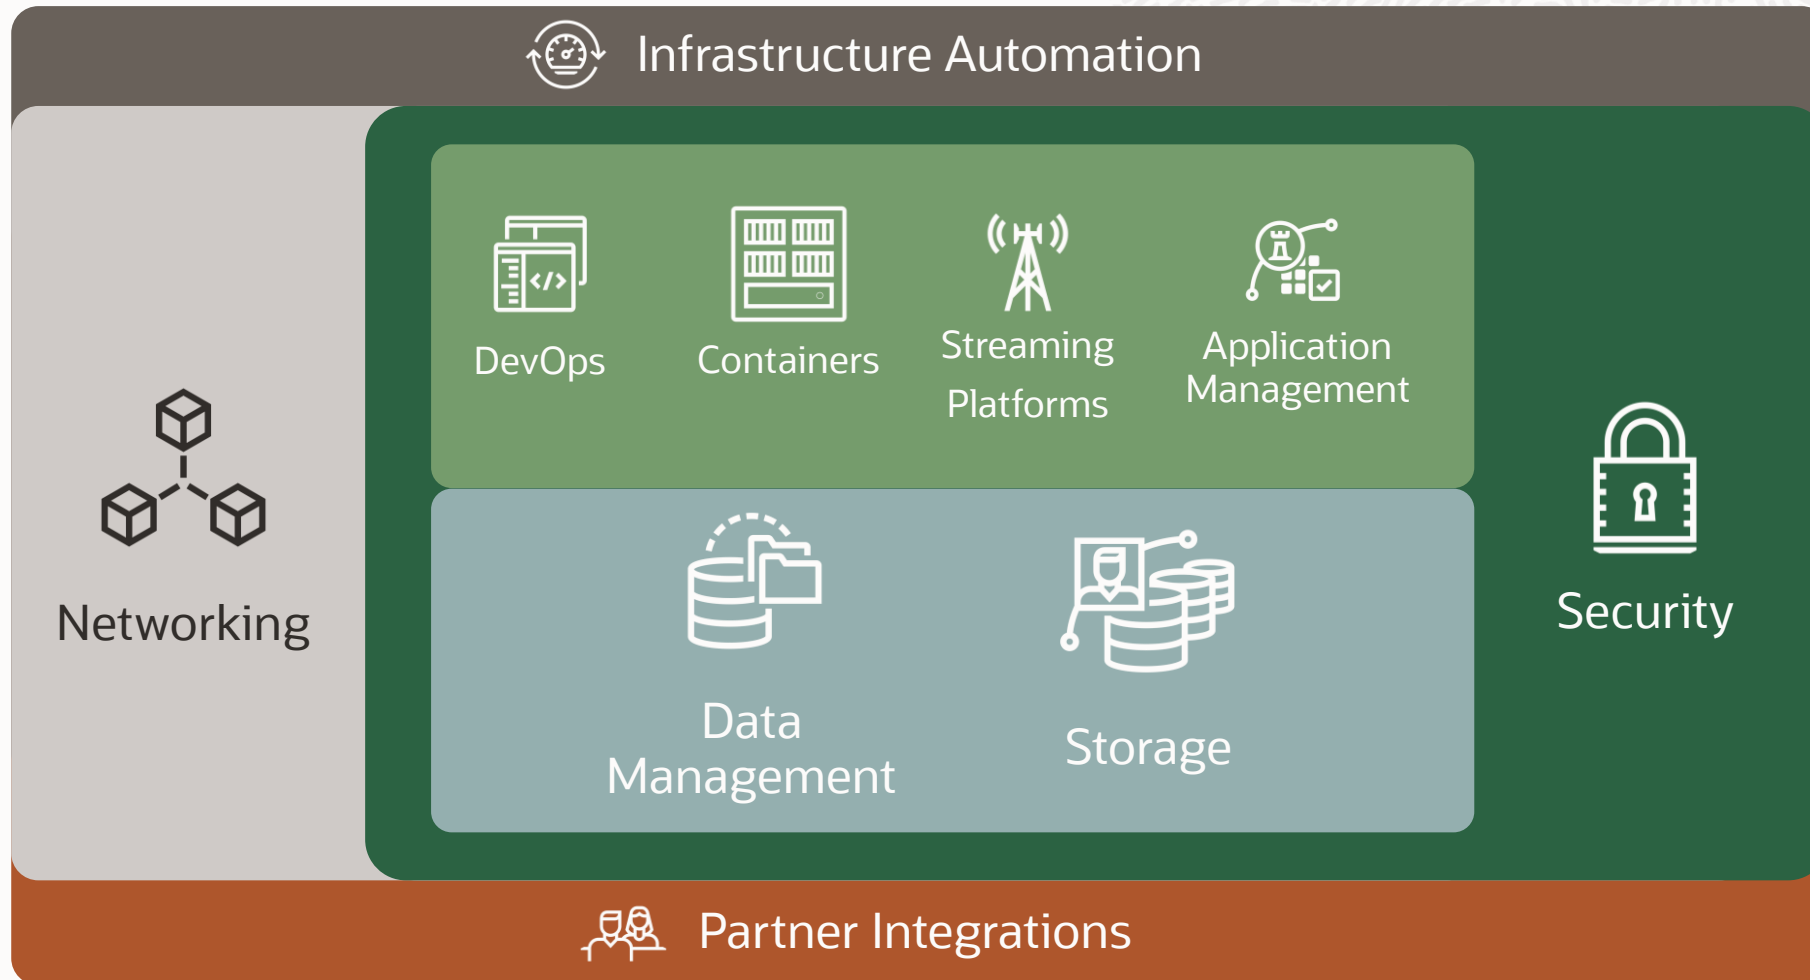 Infrastructure Automation
DevOps
Containers
Streaming
Platforms
Application
Management
Networking
Data
Management
Storage
Security
Partner Integrations